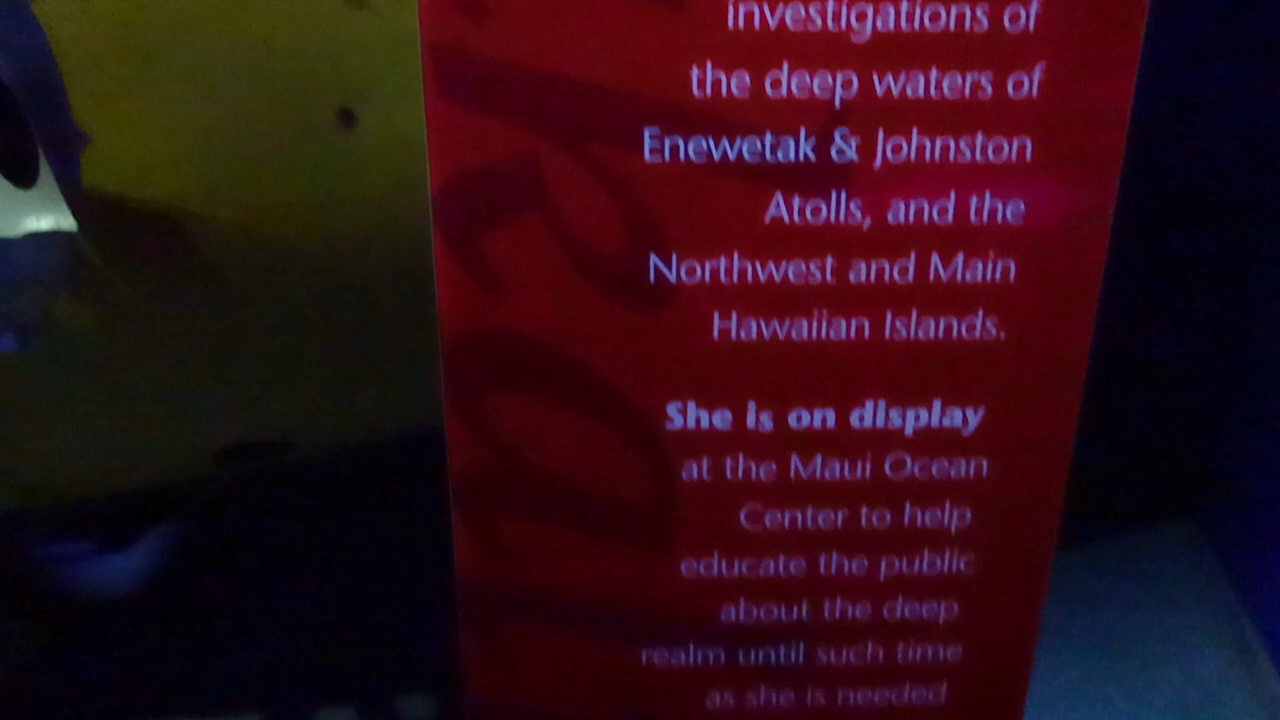 investigations of
the deep waters of
Enewetak & Johnston
Atolls, and the
Northwest and Main
Hawaiian Islands.
She is on display
at the Maui Ocean
Center to help
educate the public
about the deep
realm until such time
as she is needed